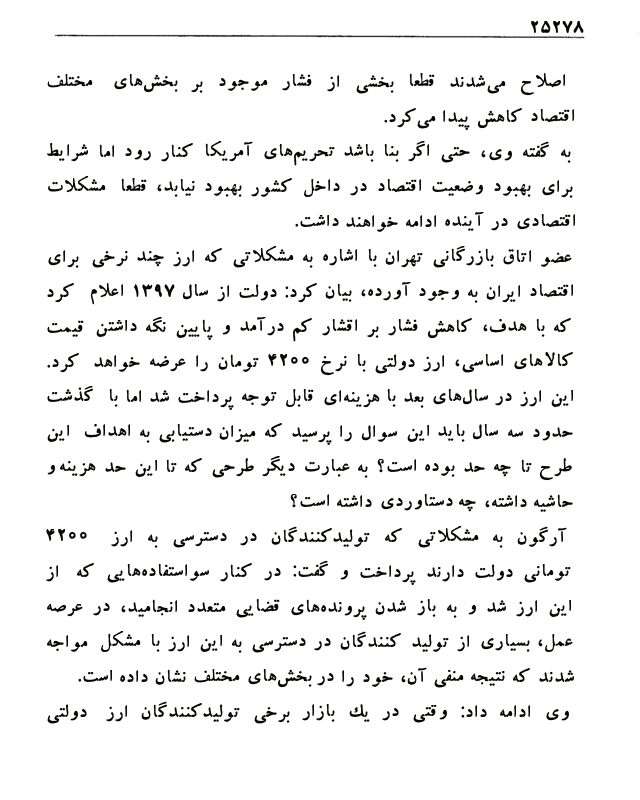 ۲۵۲۷۸
اصلاح می‌شدند قطعا بخشی از فشار موجود بر بخش‌های مختلف
اقتصاد کاهش پیدا می‌کرد.
به گفته وی، حتی اگر بنا باشد تحریم‌های آمریکا کنار رود اما شرایط
برای بهبود وضعیت اقتصاد در داخل کشور بهبود نیابد، قطعا مشکلات
اقتصادی در آینده ادامه خواهند داشت.
عضو اتاق بازرگانی تهران با اشاره به مشکلاتی که ارز چند نرخی برای
اقتصاد ایران به وجود آورده، بیان کرد: دولت از سال ۱۳۹۷ اعلام کرد
که با هدف، کاهش فشار بر اقشار کم درآمد و پایین نگه داشتن قیمت
کالاهای اساسی، ارز دولتی با نرخ ۴۲۰۰ تومان را عرضه خواهد کرد.
این ارز در سال‌های بعد با هزینه‌ای قابل توجه پرداخت شد اما با گذشت
حدود سه سال باید این سوال را پرسید که میزان دستیابی به اهداف این
طرح تا چه حد بوده است؟ به عبارت دیگر طرحی که تا این حد هزینه و
حاشیه داشته، چه دستاوردی داشته است؟
آرگون به مشکلاتی که تولیدکنندگان در دسترسی به ارز ۴۲۰۰
تومانی دولت دارند پرداخت و گفت: در کنار سواستفاده‌هایی که از
این ارز شد و به باز شدن پرونده‌های قضایی متعدد انجامید، در عرصه
عمل، بسیاری از تولید کنندگان در دسترسی به این ارز با مشکل مواجه
شدند که نتیجه منفی آن، خود را در بخش‌های مختلف نشان داده است.
وی ادامه داد: وقتی در یك بازار برخی تولیدکنندگان ارز دولتی